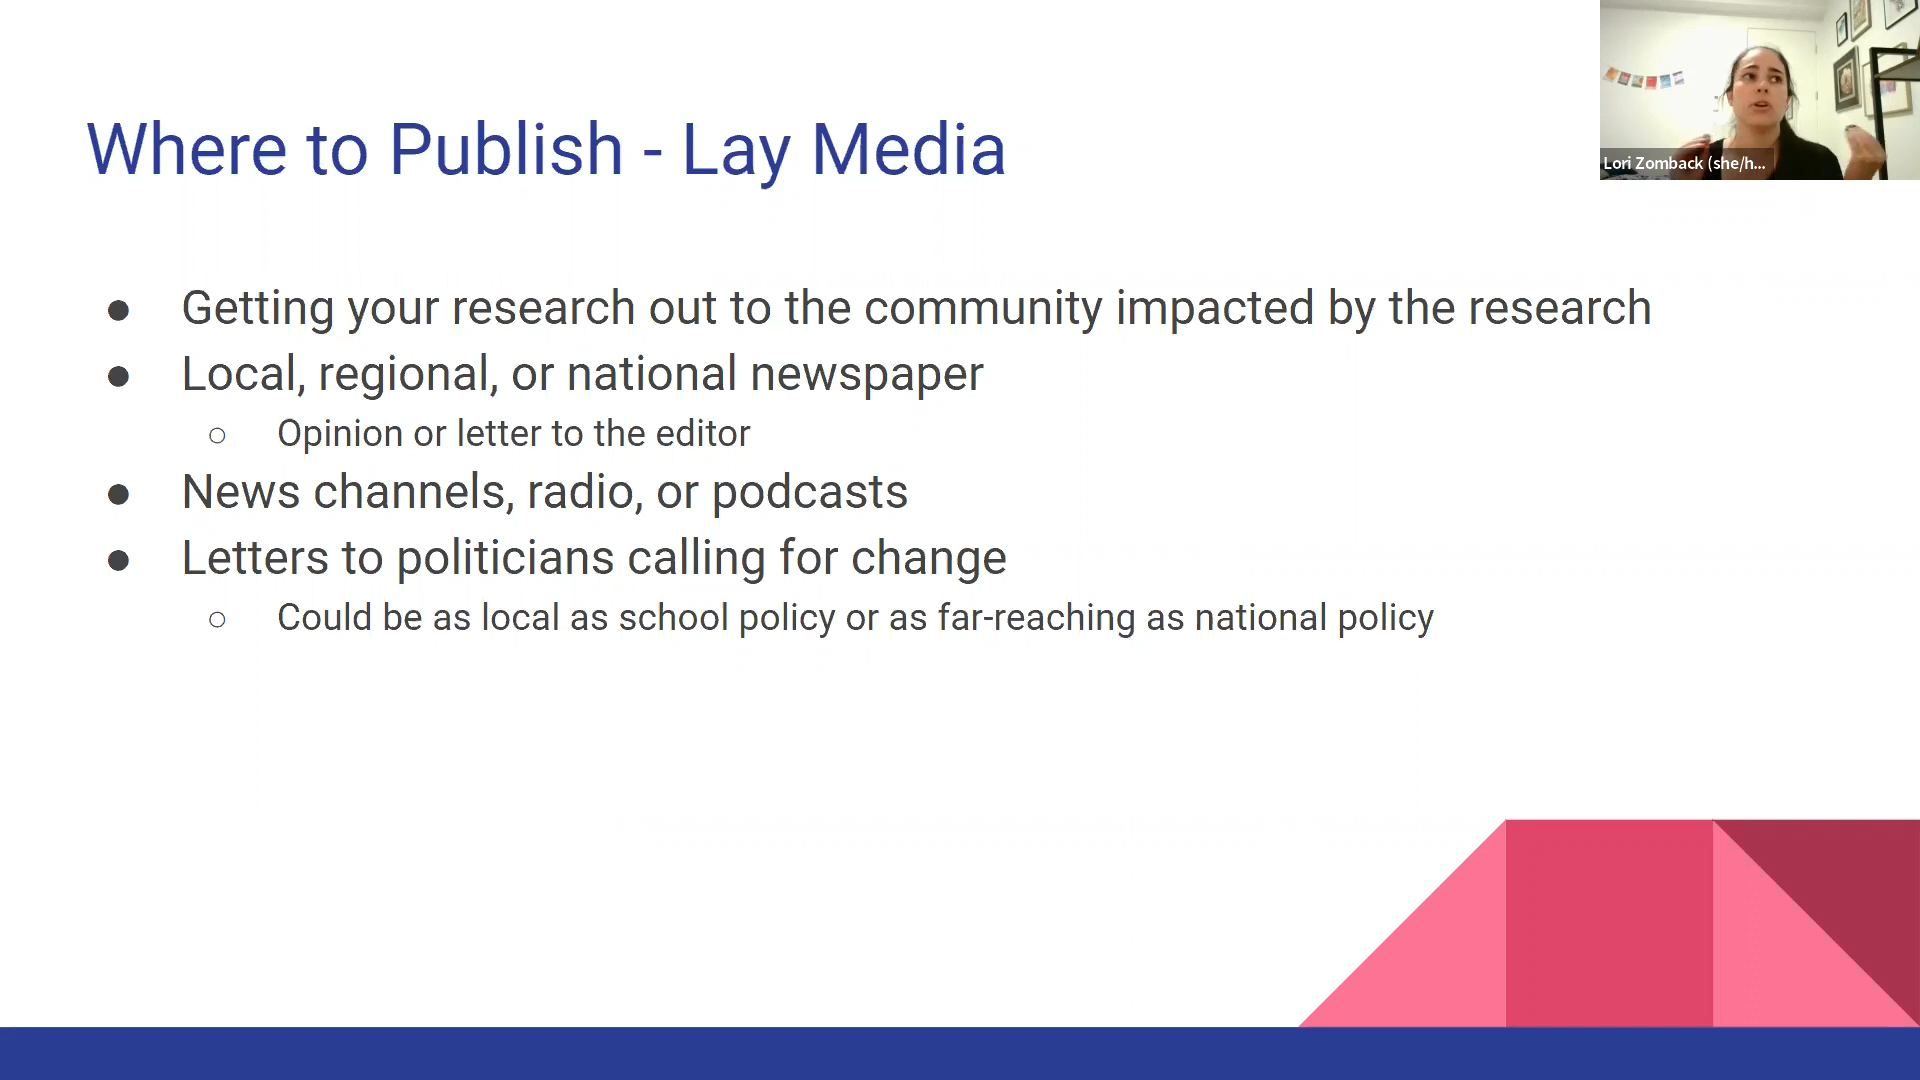 Where to Publish - Lay Media
Lori Zomback (she/h...
● Getting your research out to the community impacted by the research
● Local, regional, or national newspaper
○ Opinion or letter to the editor
● News channels, radio, or podcasts
● Letters to politicians calling for change
○ Could be as local as school policy or as far-reaching as national policy